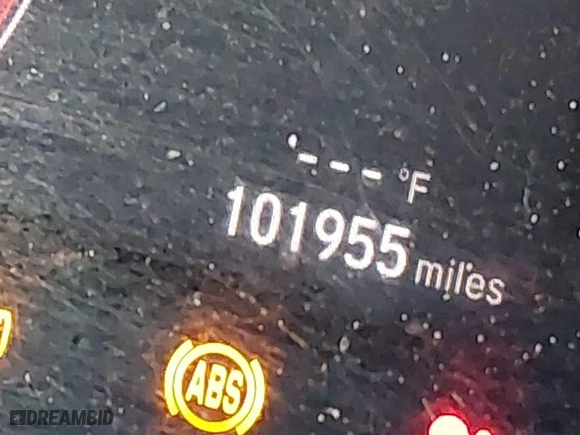 --- °F
101955 miles
ABS
DREAMBID